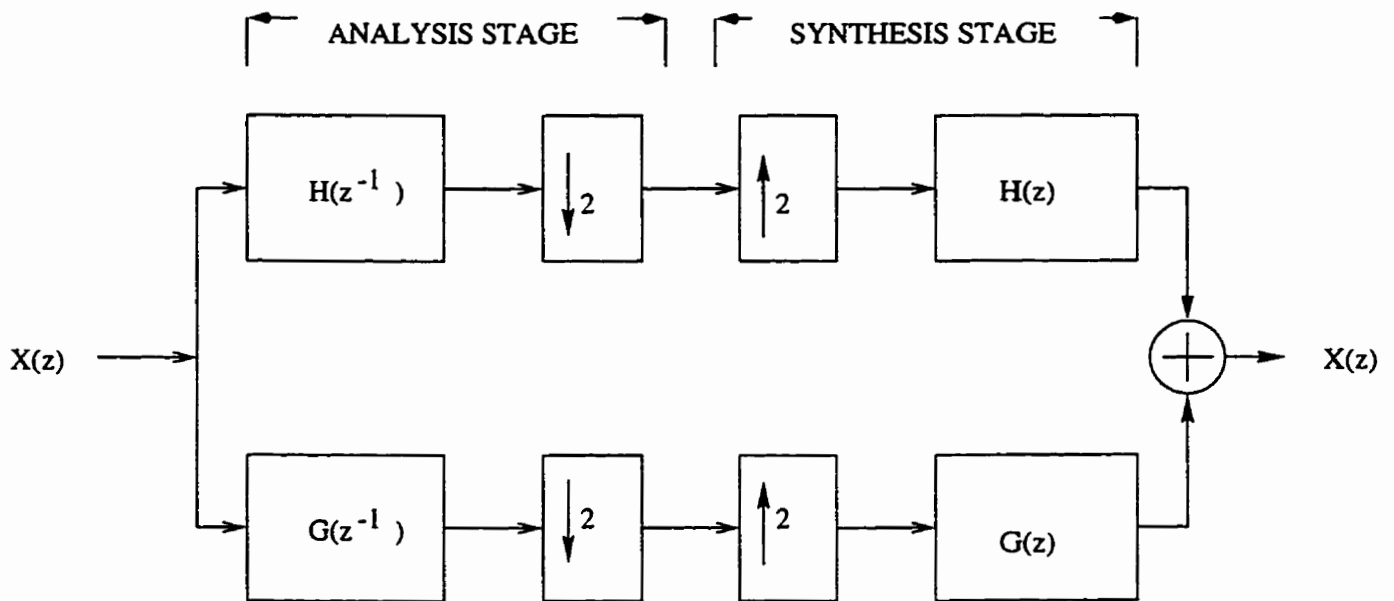 ANALYSIS STAGE
SYNTHESIS STAGE
H(z⁻¹)
↓2
↑2
H(z)
X(z)
X(z)
G(z⁻¹)
↓2
↑2
G(z)